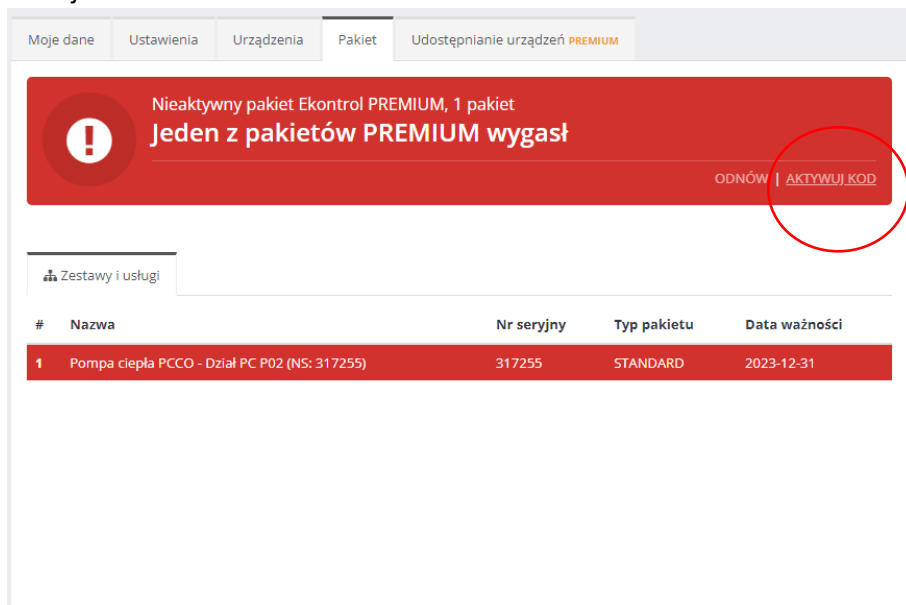 Moje dane Ustawienia Urządzenia Pakiet Udostępnianie urządzeń PREMIUM
Nieaktywny pakiet Ekontrol PREMIUM, 1 pakiet
Jeden z pakietów PREMIUM wygasł
ODNÓW | AKTYWUJ KOD
Zestawy i usługi
# Nazwa Nr seryjny Typ pakietu Data ważności
1 Pompa ciepła PCCO - Dział PC P02 (NS: 317255) 317255 STANDARD 2023-12-31